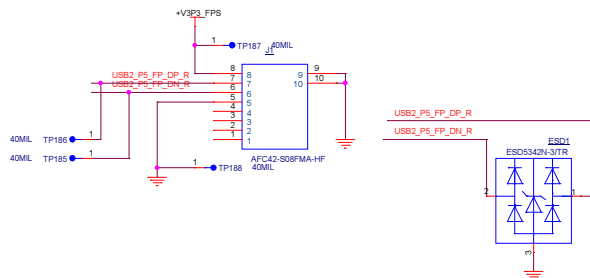 +V3P3_FPS
1 TP187 40MIL
J1
USB2_P5_FP_DP_R
USB2_P5_FP_DN_R
8 8 9 9
7 7 10 10
6 6
5 5
4 4
3 3
2 2
1 1
40MIL TP186 1
40MIL TP185 1
AFC42-S08FMA-HF
1 TP188 40MIL
USB2_P5_FP_DP_R
USB2_P5_FP_DN_R
ESD1
ESD5342N-3/TR
2 1
3